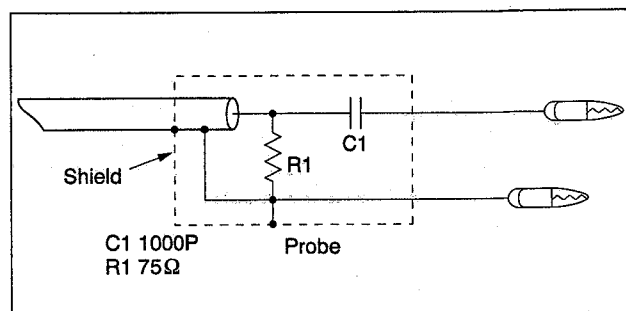 C1
R1
Shield
C1 1000P
R1 75Ω
Probe